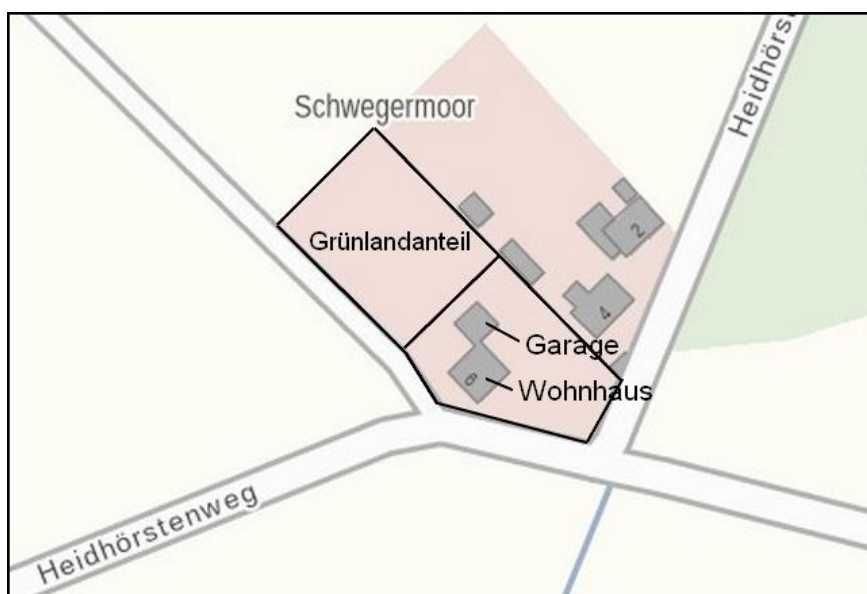 Heidhörs
Schwegermoor
Grünlandanteil
2
4
Garage
6
Wohnhaus
Heidhörstenweg